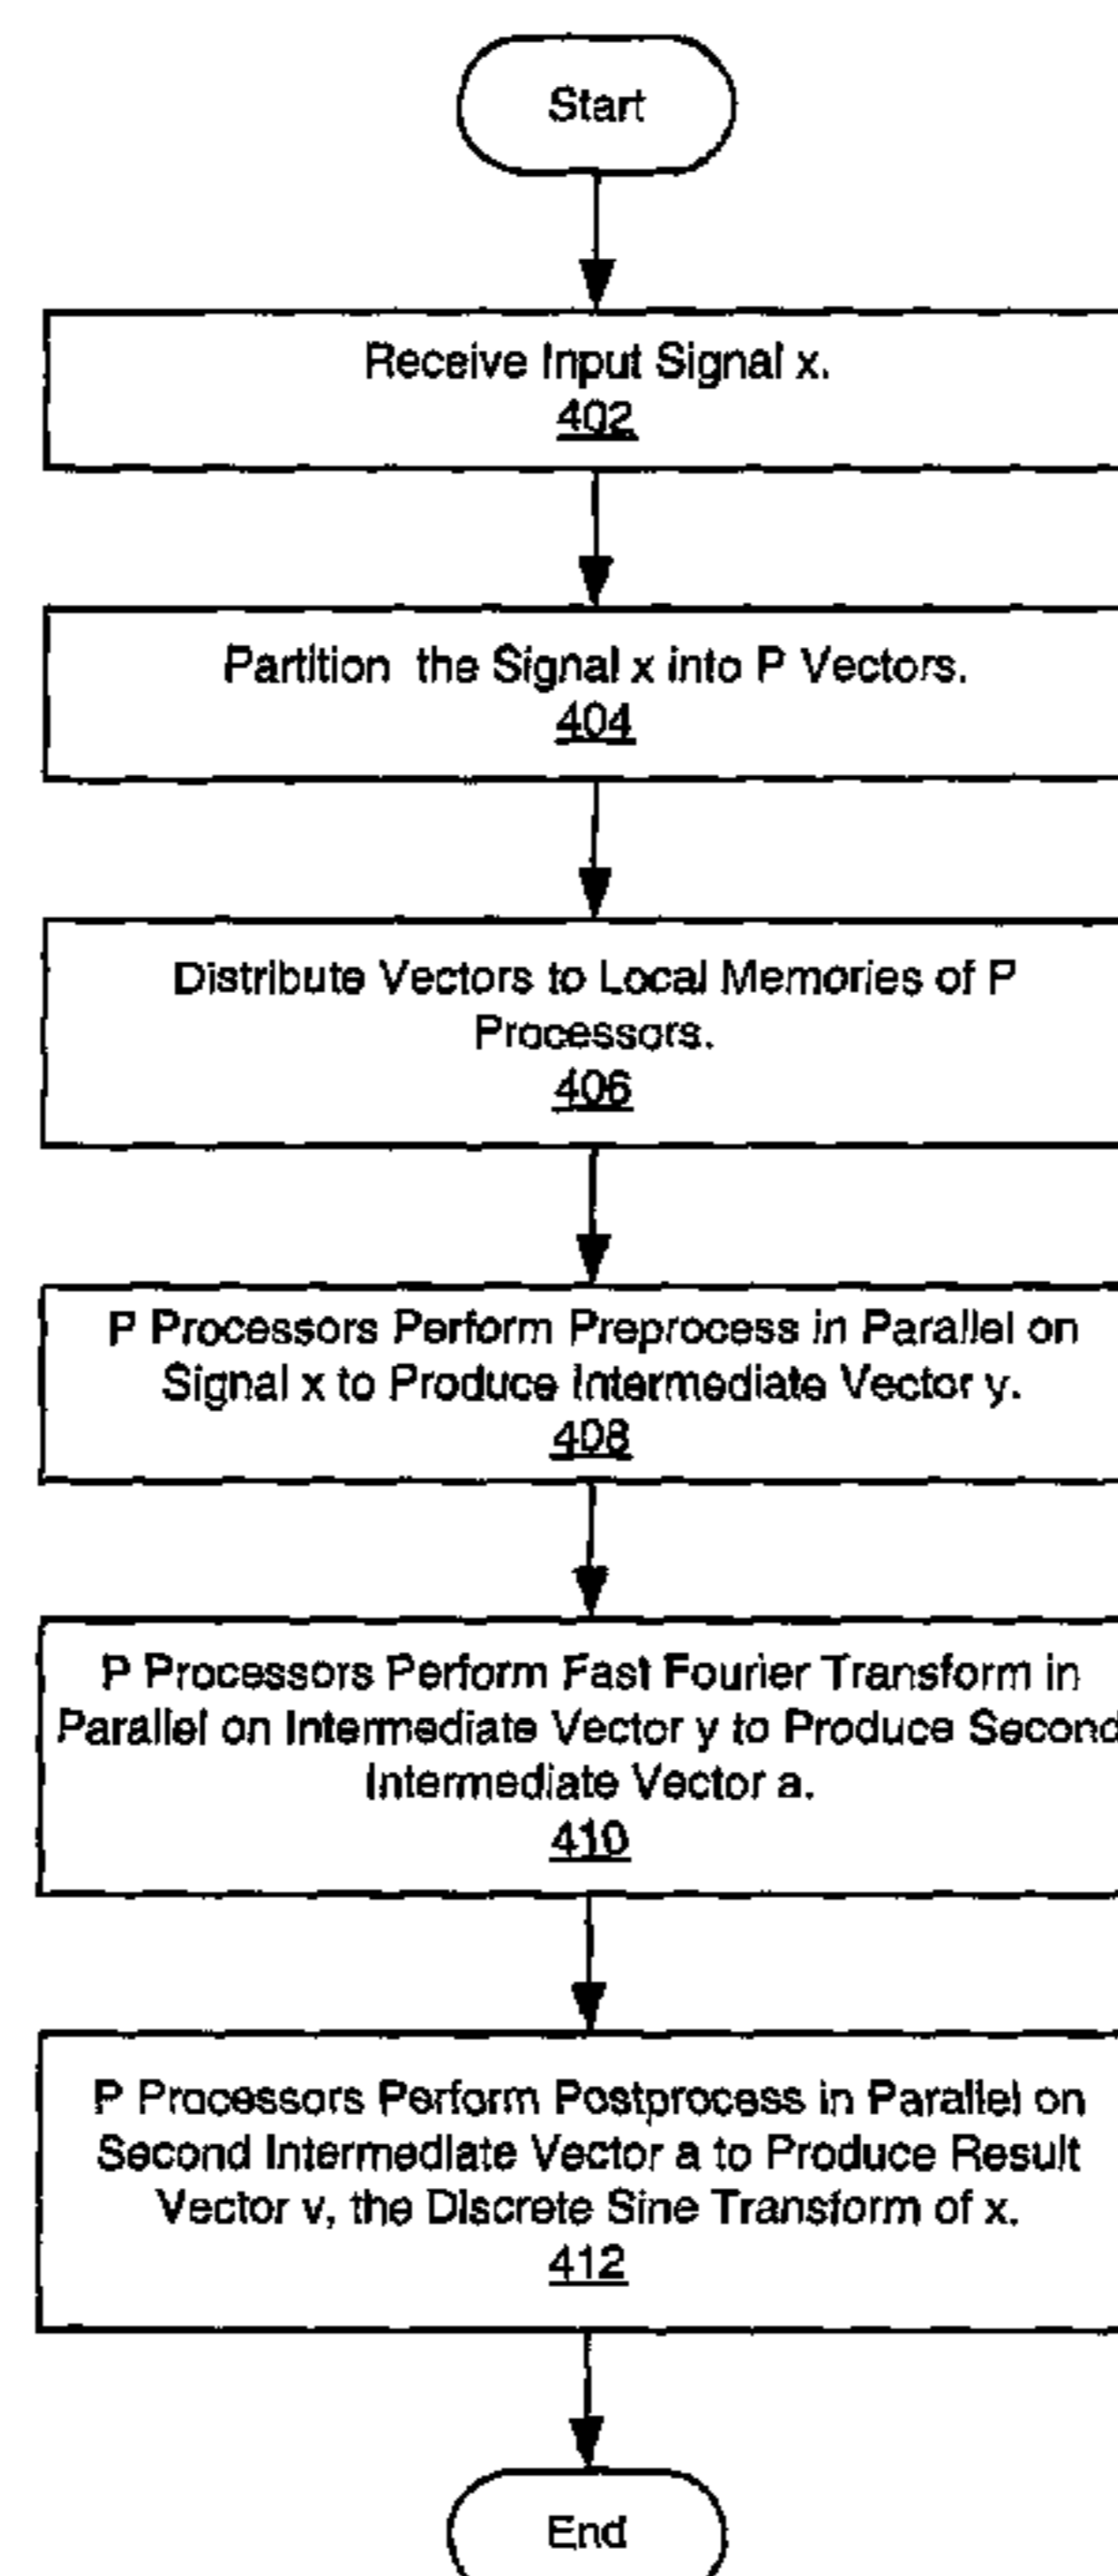 Start
Receive Input Signal x.
402
Partition the Signal x into P Vectors.
404
Distribute Vectors to Local Memories of P
Processors.
406
P Processors Perform Preprocess in Parallel on
Signal x to Produce Intermediate Vector y.
408
P Processors Perform Fast Fourier Transform in
Parallel on Intermediate Vector y to Produce Second
Intermediate Vector a.
410
P Processors Perform Postprocess in Parallel on
Second Intermediate Vector a to Produce Result
Vector v, the Discrete Sine Transform of x.
412
End